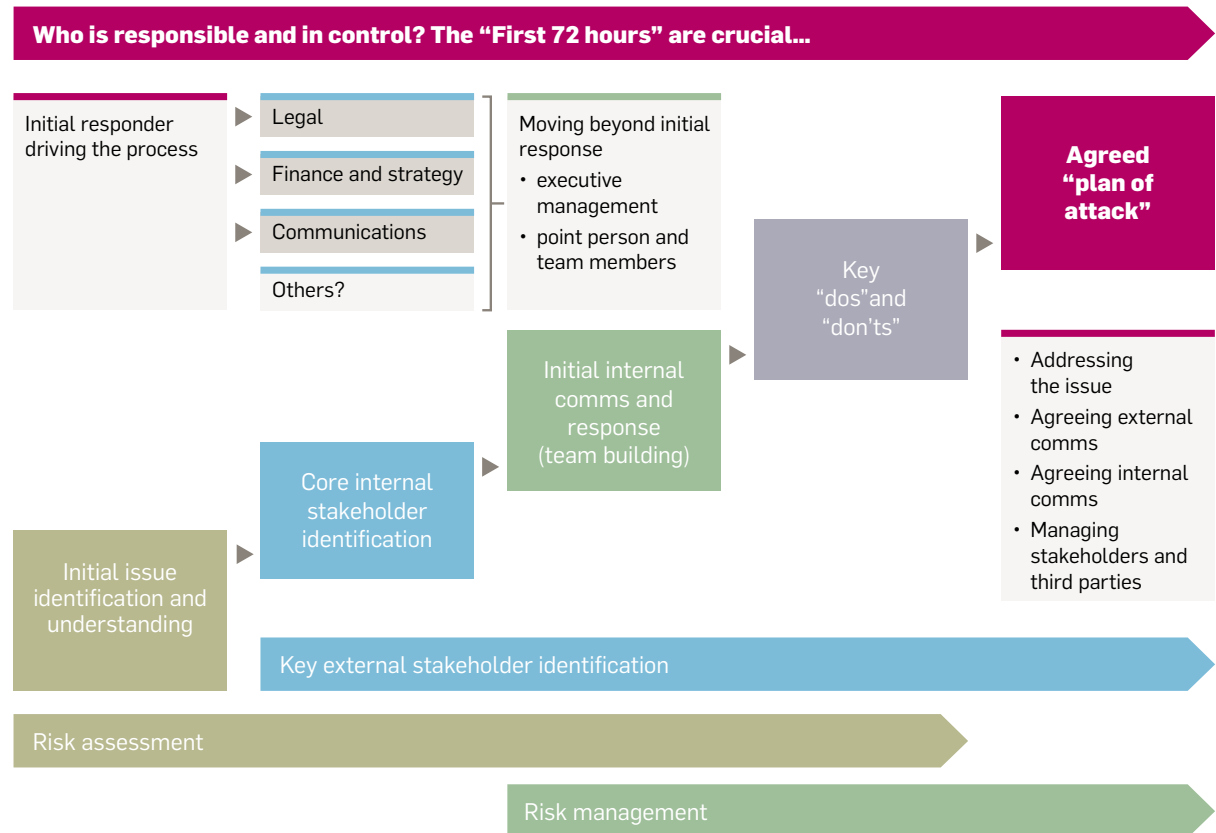 Who is responsible and in control? The “First 72 hours” are crucial...
Initial responder
driving the process
Legal
Finance and strategy
Communications
Others?
Moving beyond initial
response
• executive
management
• point person and
team members
Agreed
“plan of
attack”
Key
“dos”and
“don’ts”
Initial internal
comms and
response
(team building)
Core internal
stakeholder
identification
Initial issue
identification and
understanding
• Addressing
the issue
• Agreeing external
comms
• Agreeing internal
comms
• Managing
stakeholders and
third parties
Key external stakeholder identification
Risk assessment
Risk management